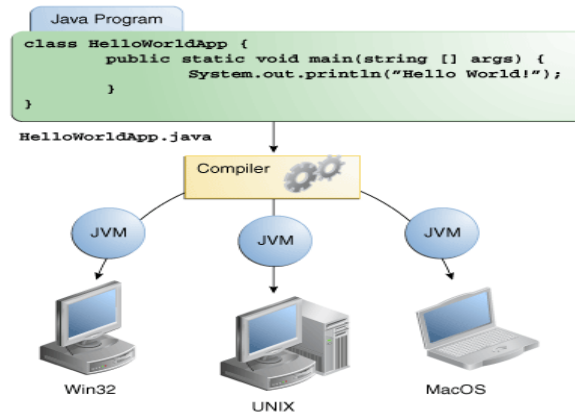 Java Program
class HelloWorldApp {
public static void main(string [] args) {
System.out.println(”Hello World!”);
}
}
HelloWorldApp.java
Compiler
JVM
JVM
JVM
Win32
UNIX
MacOS